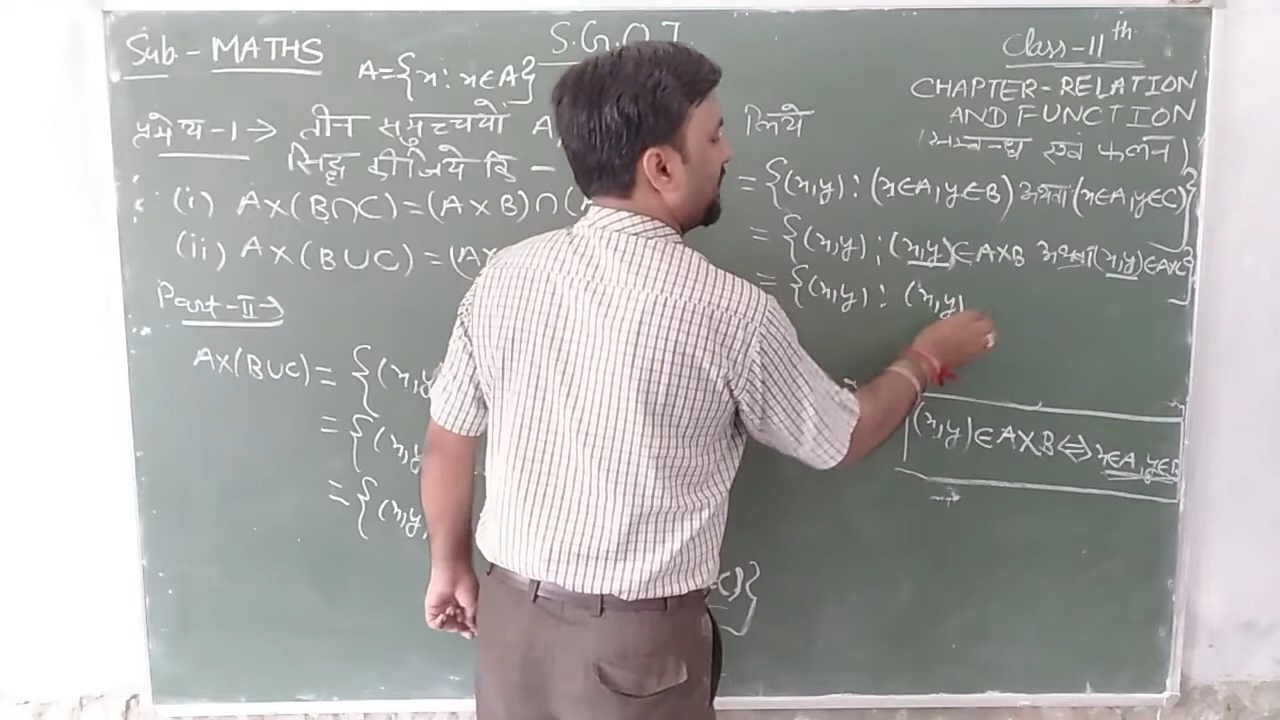 Sub - MATHS
S.G.O.I
Class-11th
A={x: x∈A}
CHAPTER-RELATION
AND FUNCTION
(सम्बन्ध एवं फलन)
प्रमेय-1→ तीन समुच्चयों A
लिये
सिद्ध कीजिये कि -
(i) A×(B∩C)=(A×B)∩(A
(ii) A×(B∪C)=(A×
Part-II→
A×(B∪C)= {(x,y
= {(x,y
={(x,y
∈C)}
={(x,y):(x∈A,y∈B) अथवा (x∈A,y∈C)}
={(x,y):(x,y)∈A×B अथवा (x,y)∈A×C}
={(x,y): (x,y)
(x,y)∈A×B⇔x∈A,y∈B
→